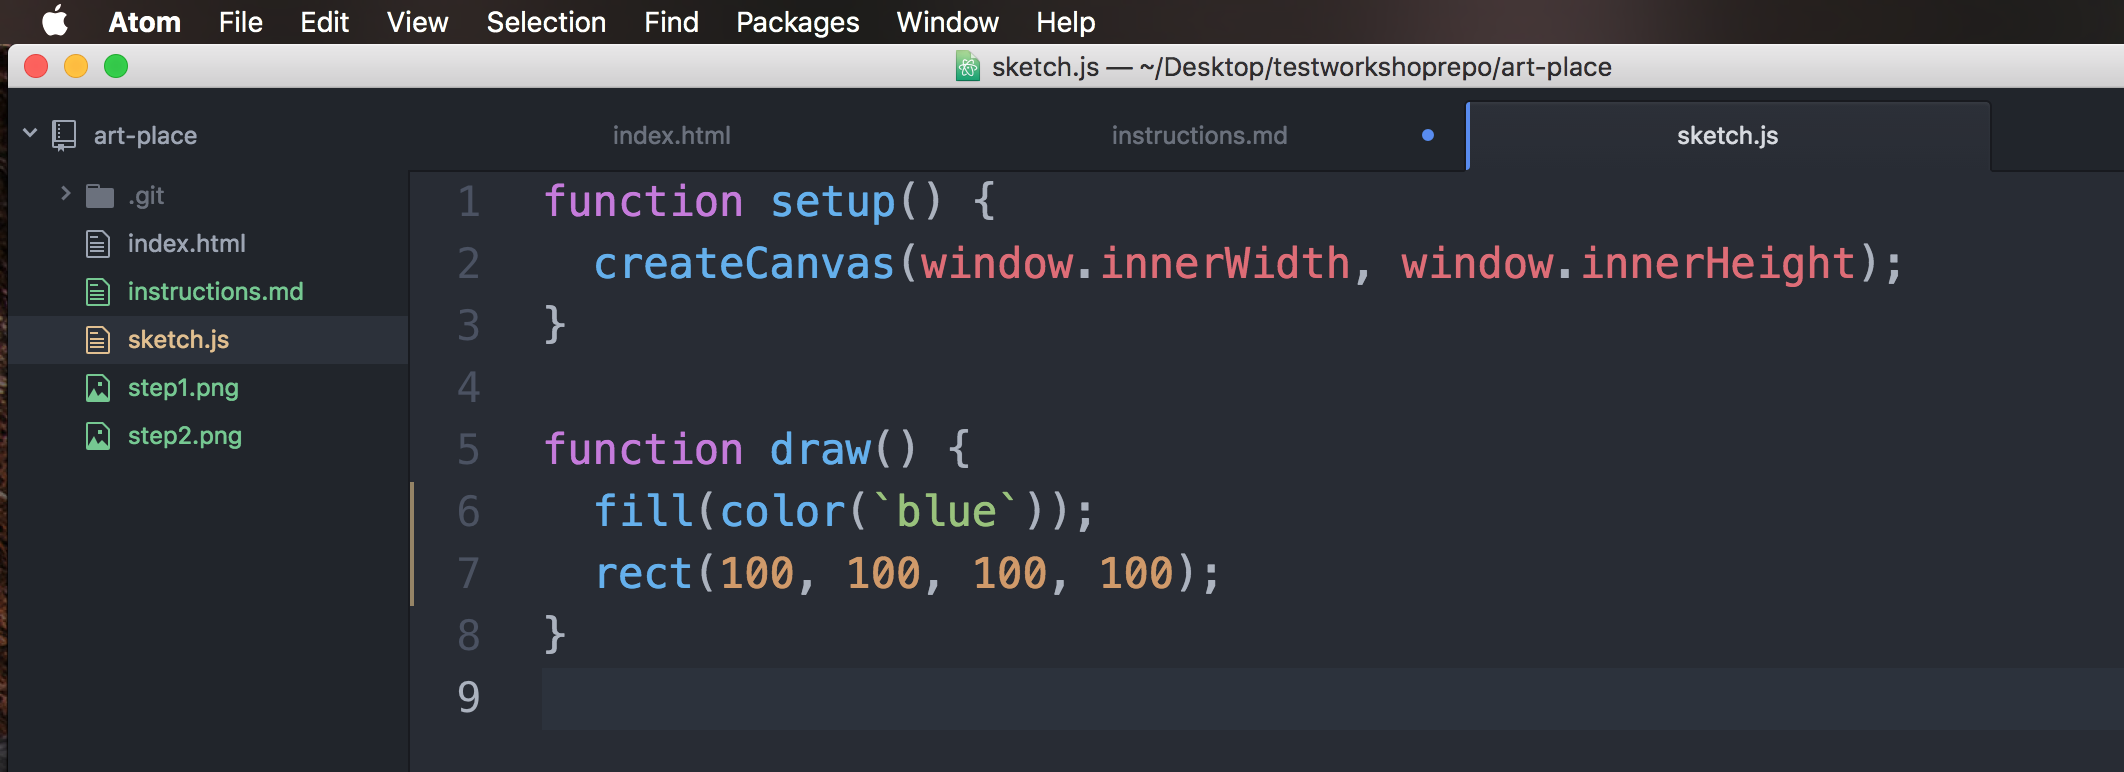 Atom File Edit View Selection Find Packages Window Help
sketch.js — ~/Desktop/testworkshoprepo/art-place
art-place
.git
index.html
instructions.md
sketch.js
step1.png
step2.png
index.html instructions.md sketch.js
1 function setup() {
2   createCanvas(window.innerWidth, window.innerHeight);
3 }
4
5 function draw() {
6   fill(color(`blue`));
7   rect(100, 100, 100, 100);
8 }
9